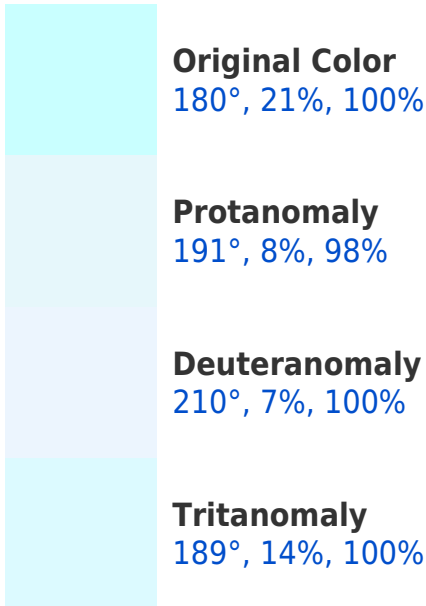 Original Color
180°, 21%, 100%
Protanomaly
191°, 8%, 98%
Deuteranomaly
210°, 7%, 100%
Tritanomaly
189°, 14%, 100%